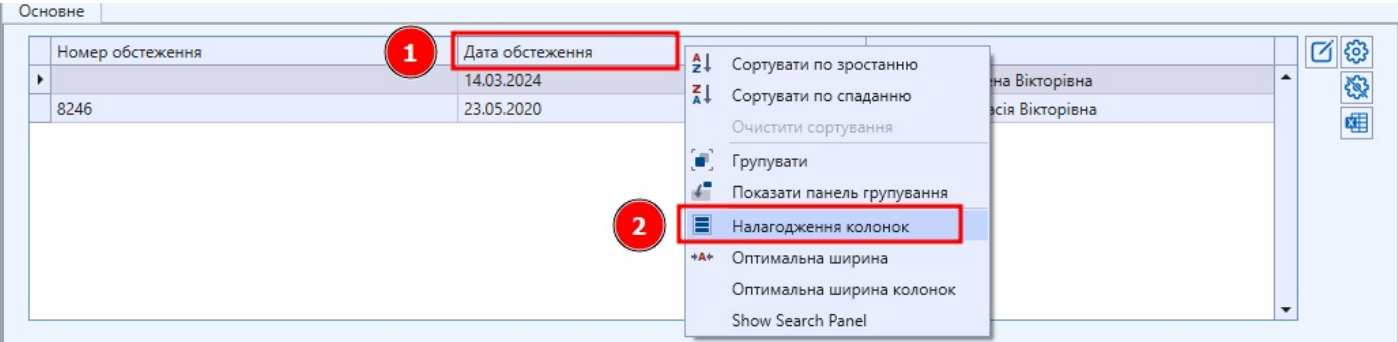 Основне
Номер обстеження 1 Дата обстеження
14.03.2024 Вікторівна
8246 23.05.2020 Вікторівна
Сортувати по зростанню
Сортувати по спаданню
Очистити сортування
Групувати
Показати панель групування
2 Налагодження колонок
Оптимальна ширина
Оптимальна ширина колонок
Show Search Panel